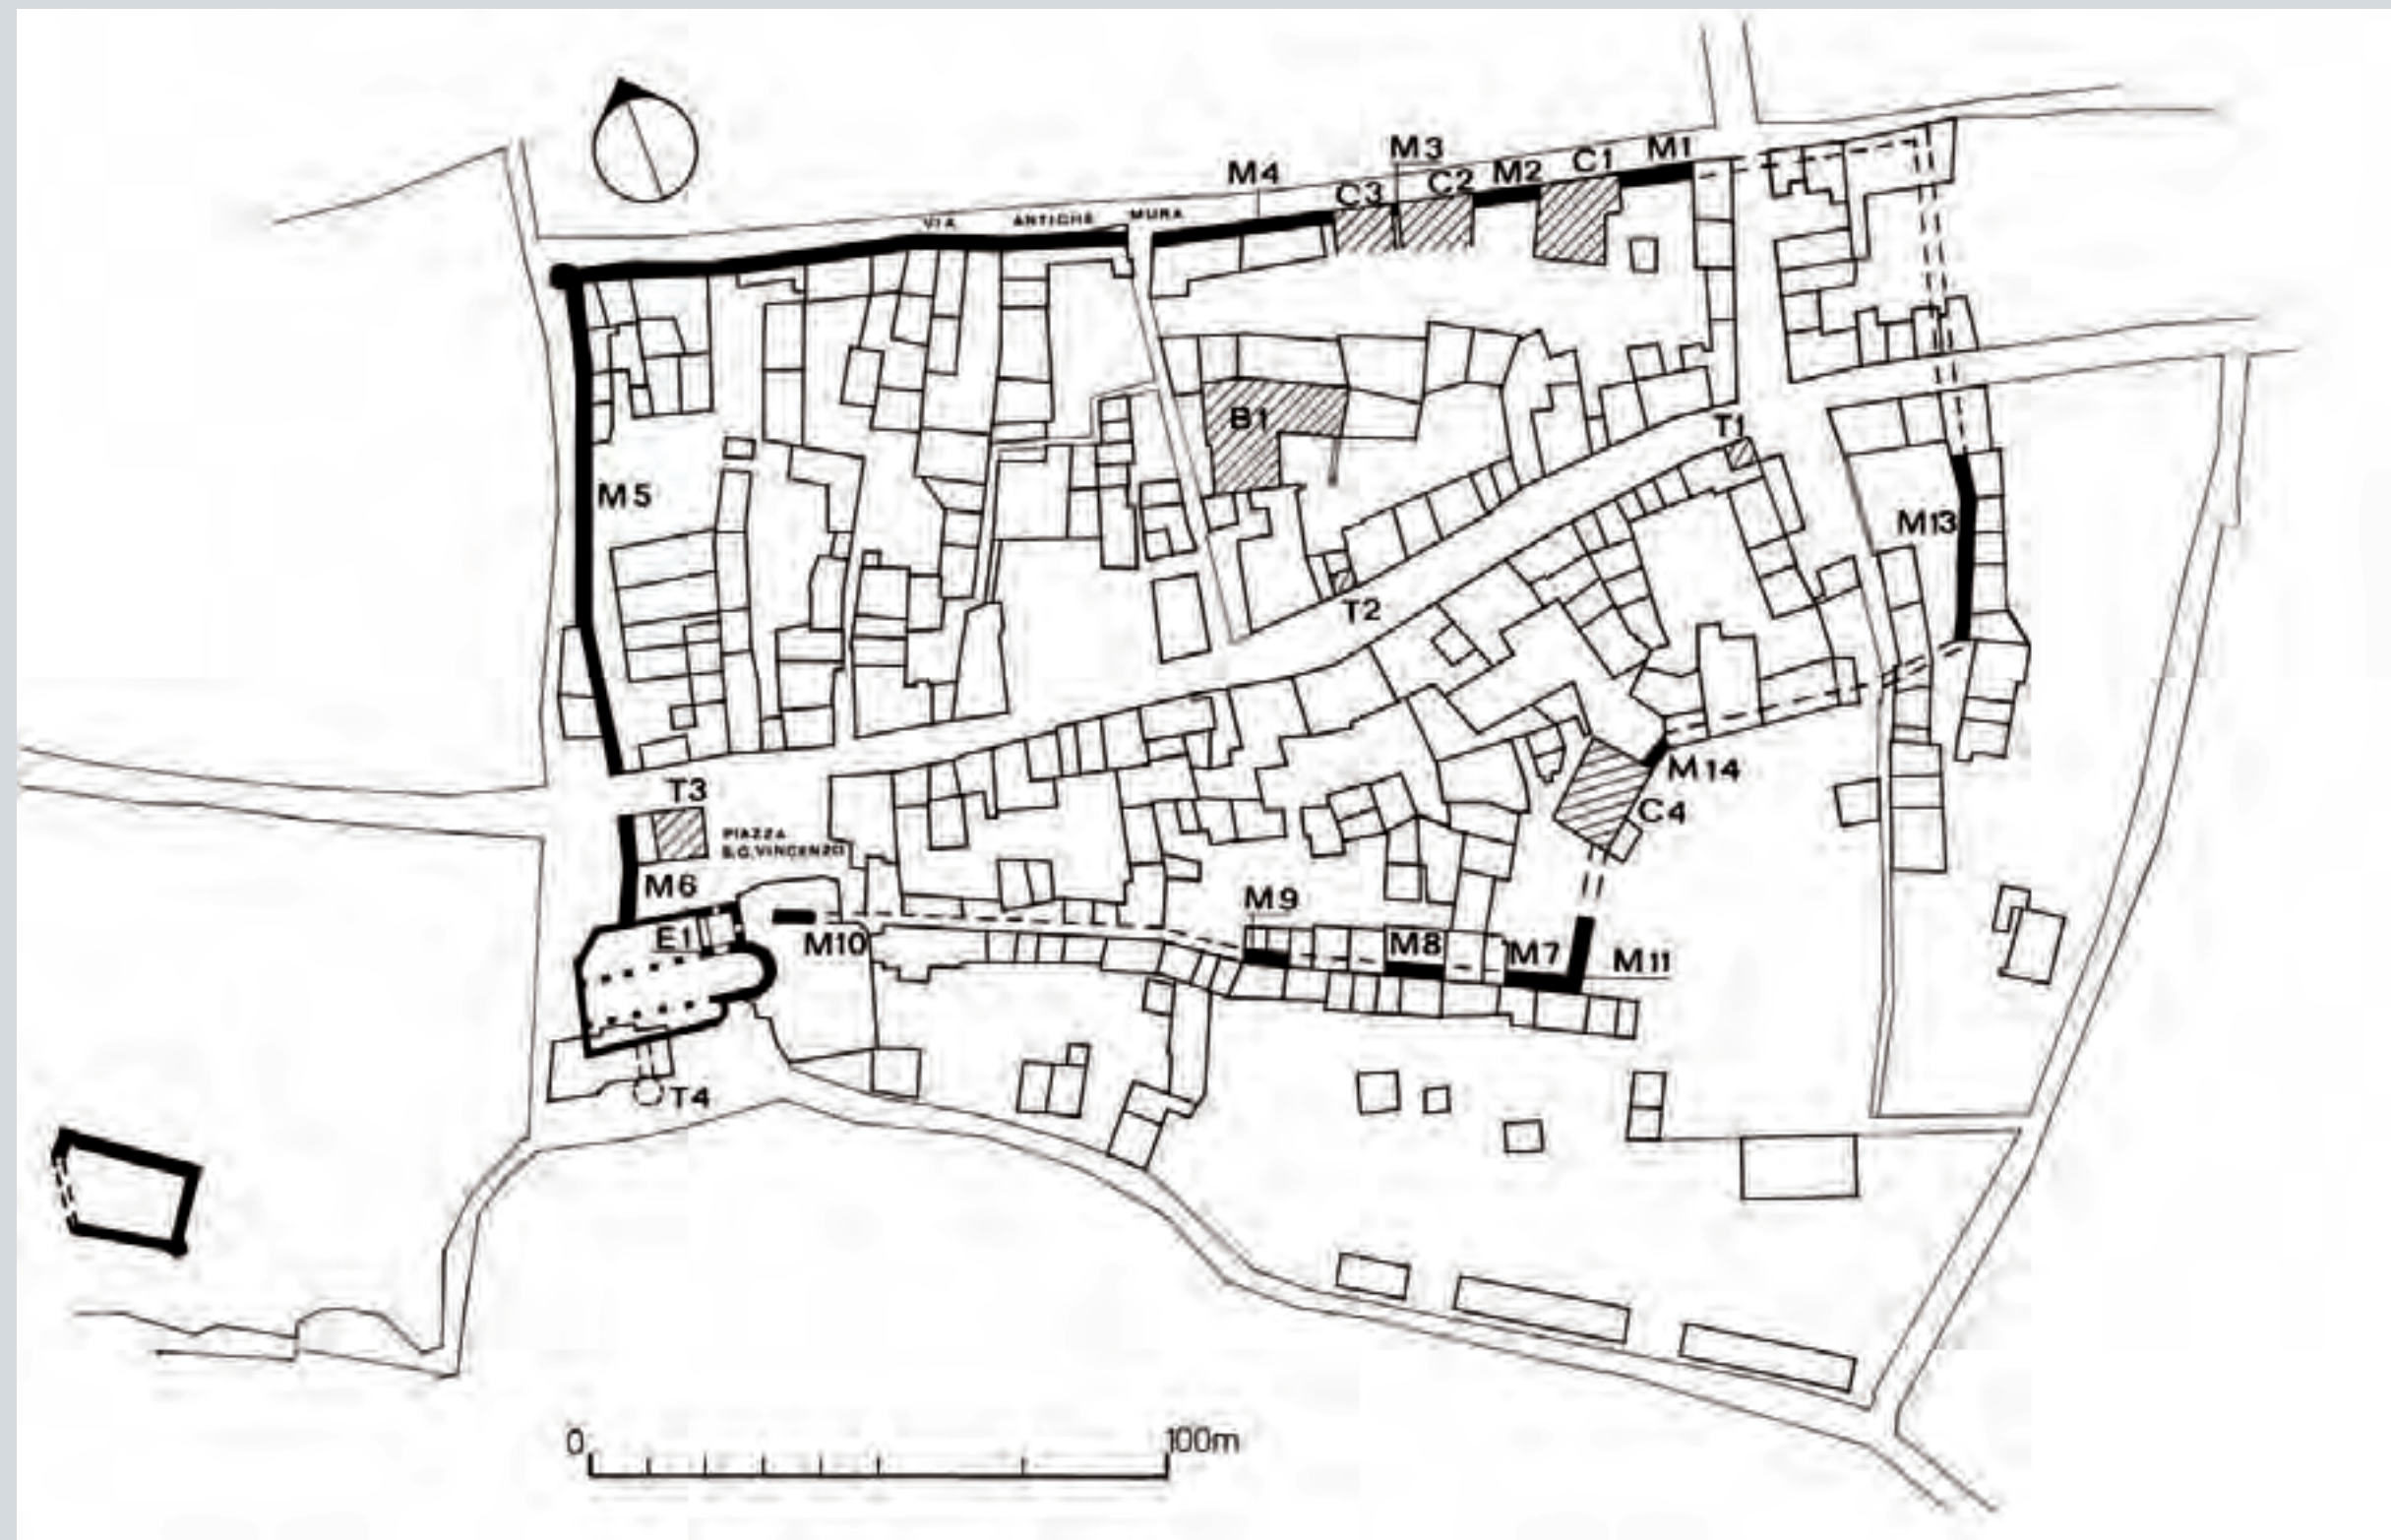 M3
M1
C1
M4
M2
C2
C3
VIA ANTICHE MURA
B1
T1
M5
M13
T2
M14
T3
C4
PIAZZA
S.G. VINCENZO
M6
M9
E1
M10
M8
M7
M11
T4
0
100m